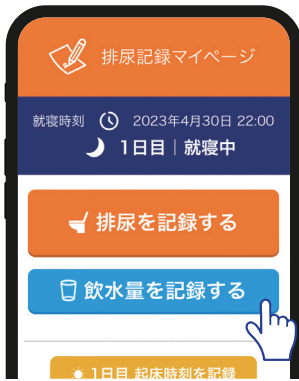 排尿記録マイページ
就寝時刻 2023年4月30日 22:00
1日目｜就寝中
排尿を記録する
飲水量を記録する
1日目 起床時刻を記録